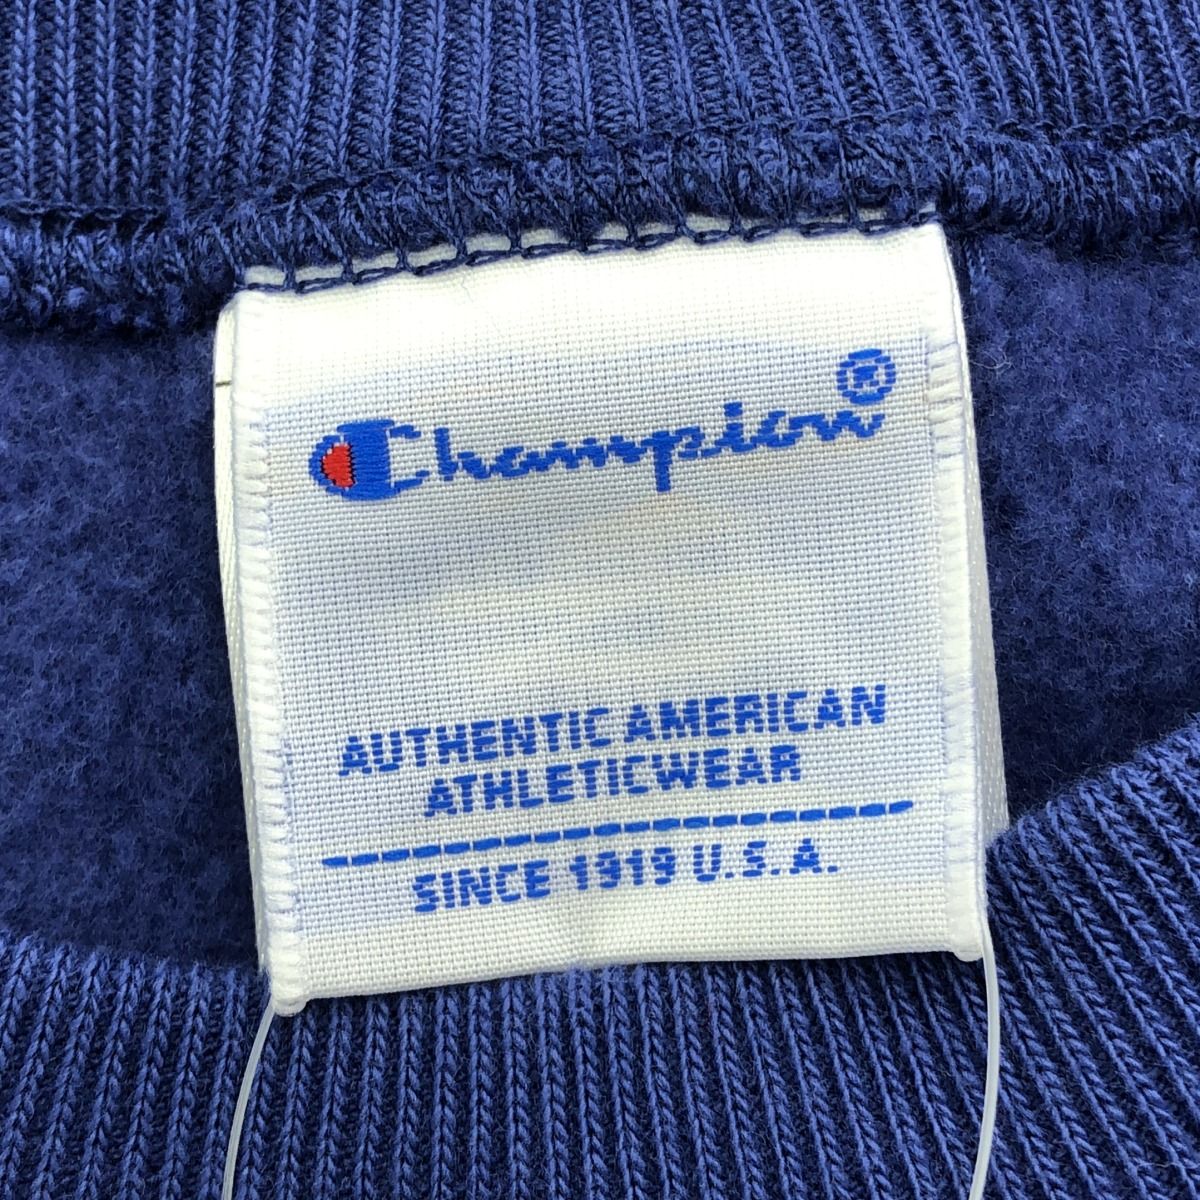 Champion®
AUTHENTIC AMERICAN
ATHLETICWEAR
SINCE 1919 U.S.A.